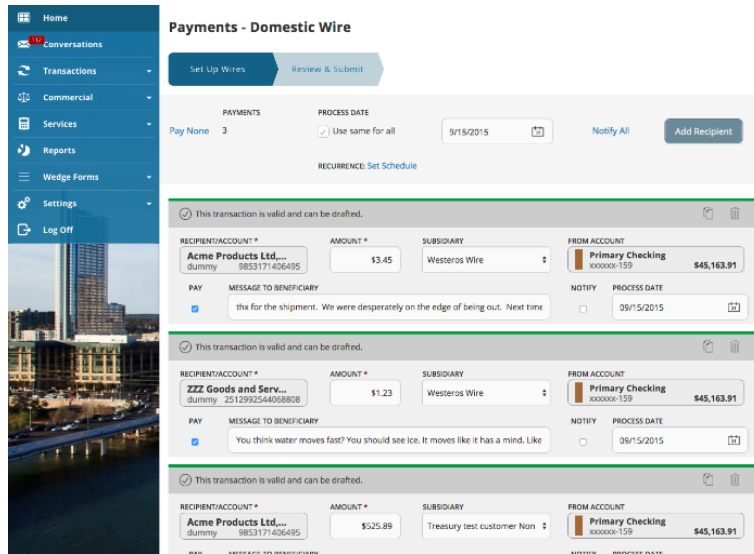 Home
112
Conversations
Transactions
Commercial
Services
Reports
Wedge Forms
Settings
Log Off
Payments - Domestic Wire
Set Up Wires
Review & Submit
PAYMENTS
PROCESS DATE
Pay None 3
Use same for all
9/15/2015
Notify All
Add Recipient
RECURRENCE: Set Schedule
This transaction is valid and can be drafted.
RECIPIENT/ACCOUNT * AMOUNT * SUBSIDIARY FROM ACCOUNT
Acme Products Ltd,... $3.45 Westeros Wire Primary Checking
dummy 9853171406495 xxxxxx-159 $45,163.91
PAY MESSAGE TO BENEFICIARY NOTIFY PROCESS DATE
thx for the shipment. We were desperately on the edge of being out. Next time 09/15/2015
This transaction is valid and can be drafted.
RECIPIENT/ACCOUNT * AMOUNT * SUBSIDIARY FROM ACCOUNT
ZZZ Goods and Serv... $1.23 Westeros Wire Primary Checking
dummy 2512992544068808 xxxxxx-159 $45,163.91
PAY MESSAGE TO BENEFICIARY NOTIFY PROCESS DATE
You think water moves fast? You should see ice. It moves like it has a mind. Like 09/15/2015
This transaction is valid and can be drafted.
RECIPIENT/ACCOUNT * AMOUNT * SUBSIDIARY FROM ACCOUNT
Acme Products Ltd,... $525.89 Treasury test customer Non Primary Checking
dummy 9853171406495 xxxxxx-159 $45,163.91
PAY MESSAGE TO BENEFICIARY NOTIFY PROCESS DATE